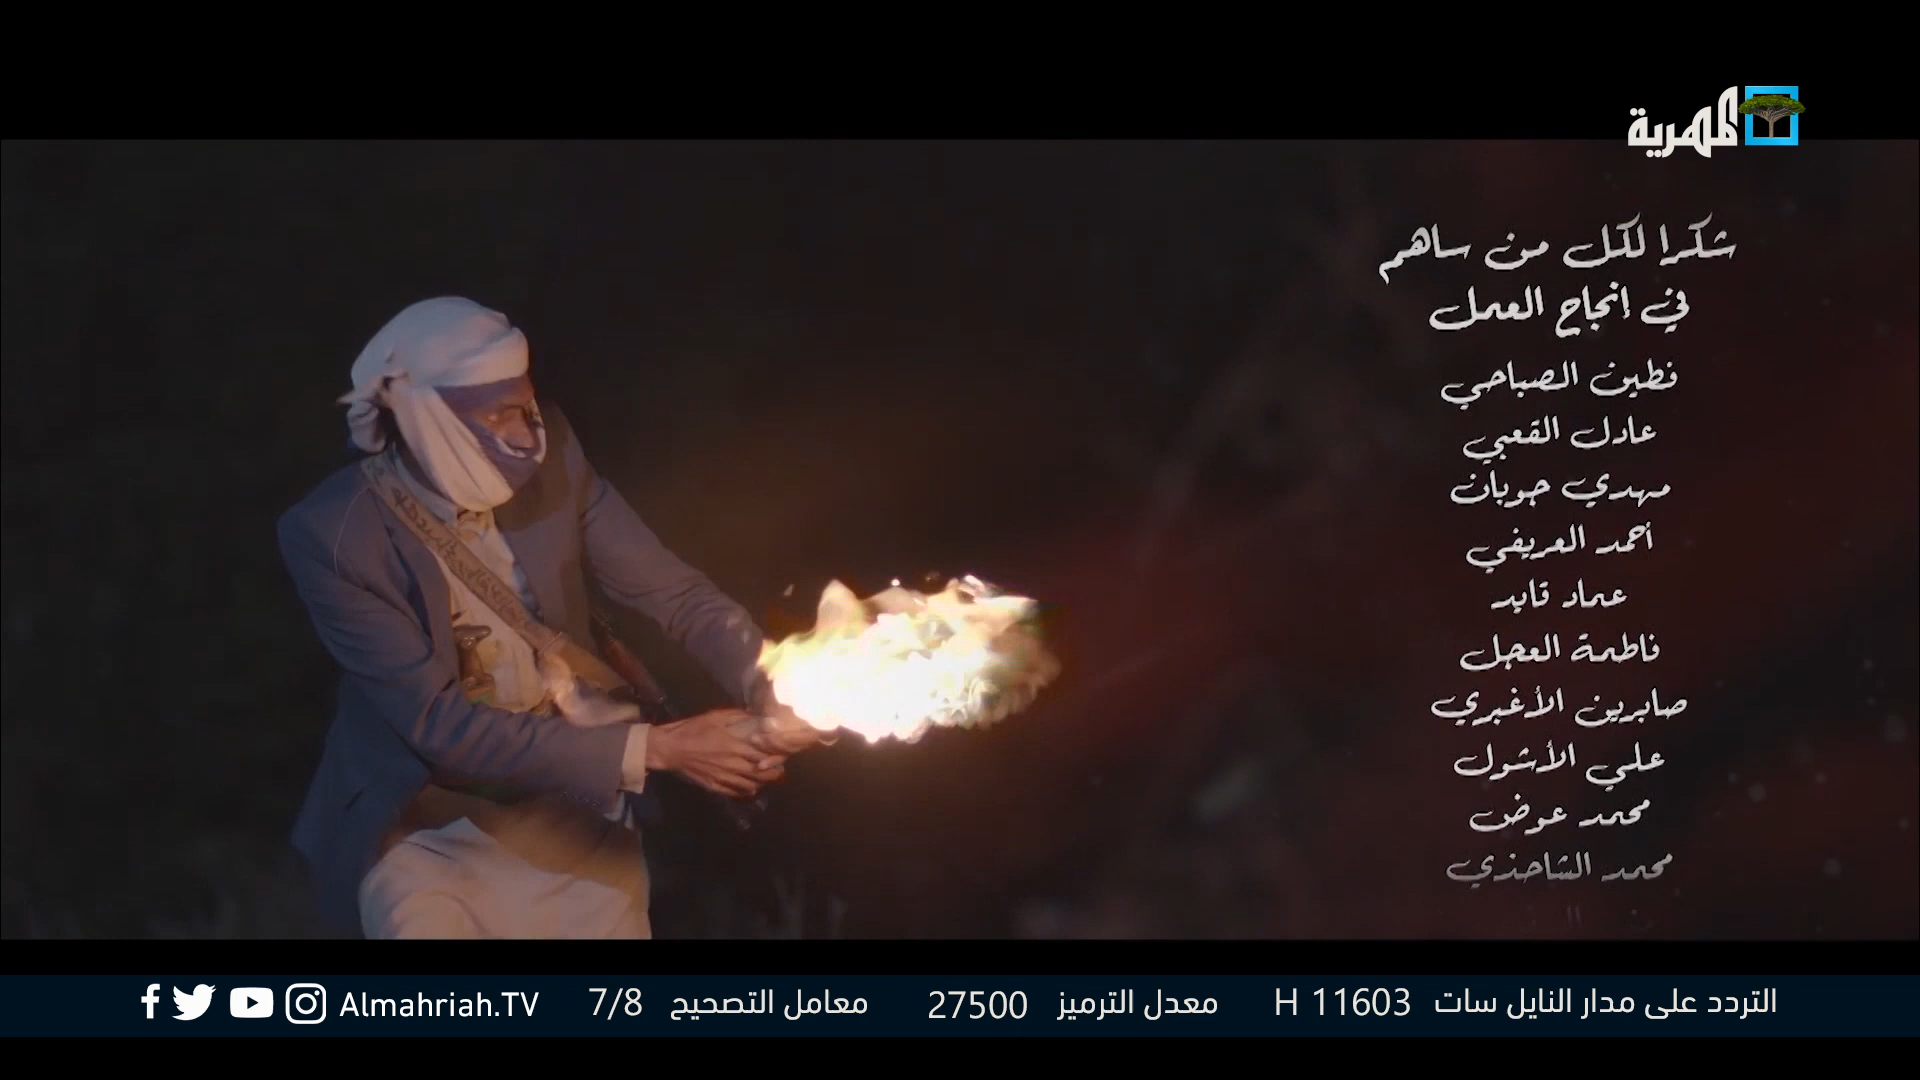 المهرية
شكرا لكل من ساهم
في إنجاح العمل
فطين الصباحي
عادل القعبي
مهدي جوبان
أحمد العريفي
عماد قايد
فاطمة العجل
صابرين الأغبري
علي الأشول
محمد عوض
محمد الشاحذي
التردد على مدار النايل سات H 11603 معدل الترميز 27500 معامل التصحيح 7/8 Almahriah.TV